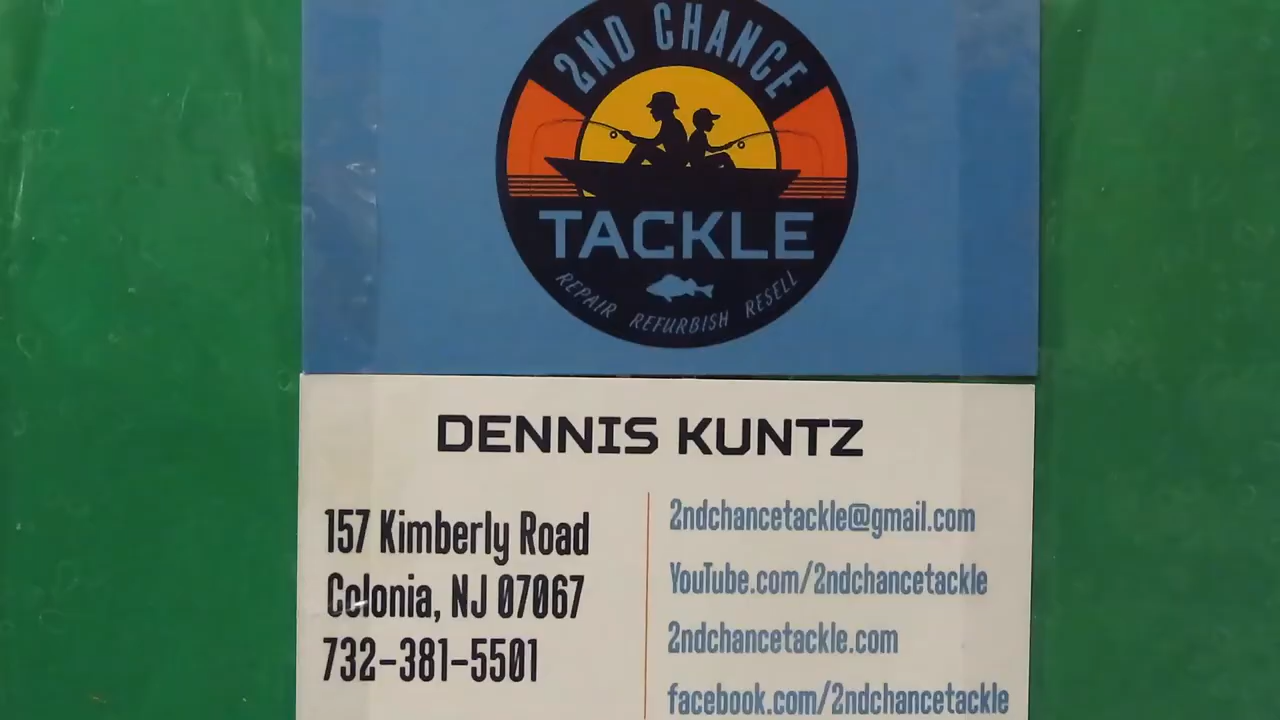 2ND CHANCE
TACKLE
REPAIR REFURBISH RESELL
DENNIS KUNTZ
157 Kimberly Road
Colonia, NJ 07067
732-381-5501
2ndchancetackle@gmail.com
YouTube.com/2ndchancetackle
2ndchancetackle.com
facebook.com/2ndchancetackle